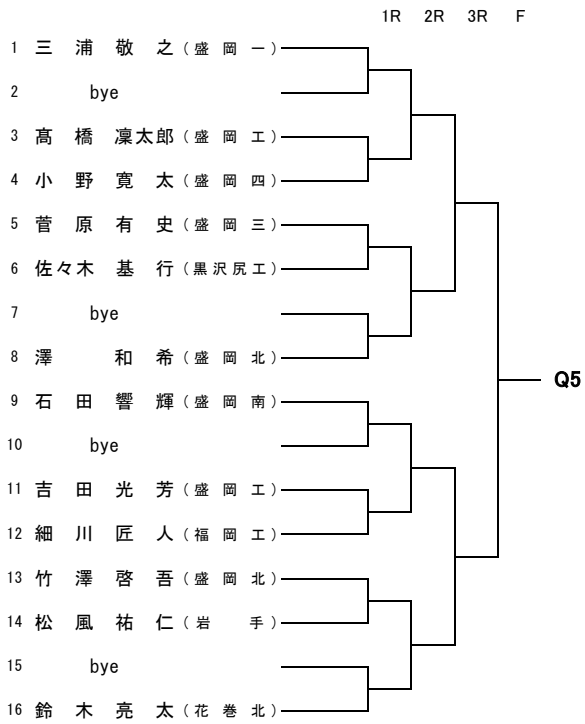 1R 2R 3R F
1 三浦敬之(盛岡一)
2 bye
3 髙橋凜太郎(盛岡工)
4 小野寛太(盛岡四)
5 菅原有史(盛岡三)
6 佐々木基行(黒沢尻工)
7 bye
8 澤和希(盛岡北)
Q5
9 石田響輝(盛岡南)
10 bye
11 吉田光芳(盛岡工)
12 細川匠人(福岡工)
13 竹澤啓吾(盛岡北)
14 松風祐仁(岩手)
15 bye
16 鈴木亮太(花巻北)